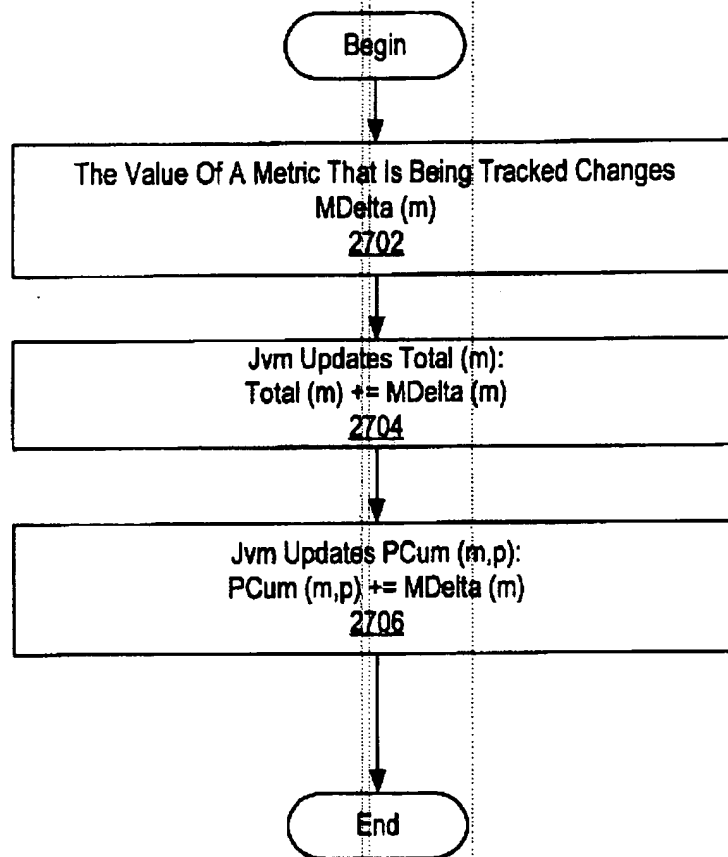 Begin
The Value Of A Metric That Is Being Tracked Changes
MDelta (m)
2702
Jvm Updates Total (m):
Total (m) += MDelta (m)
2704
Jvm Updates PCum (m,p):
PCum (m,p) += MDelta (m)
2706
End